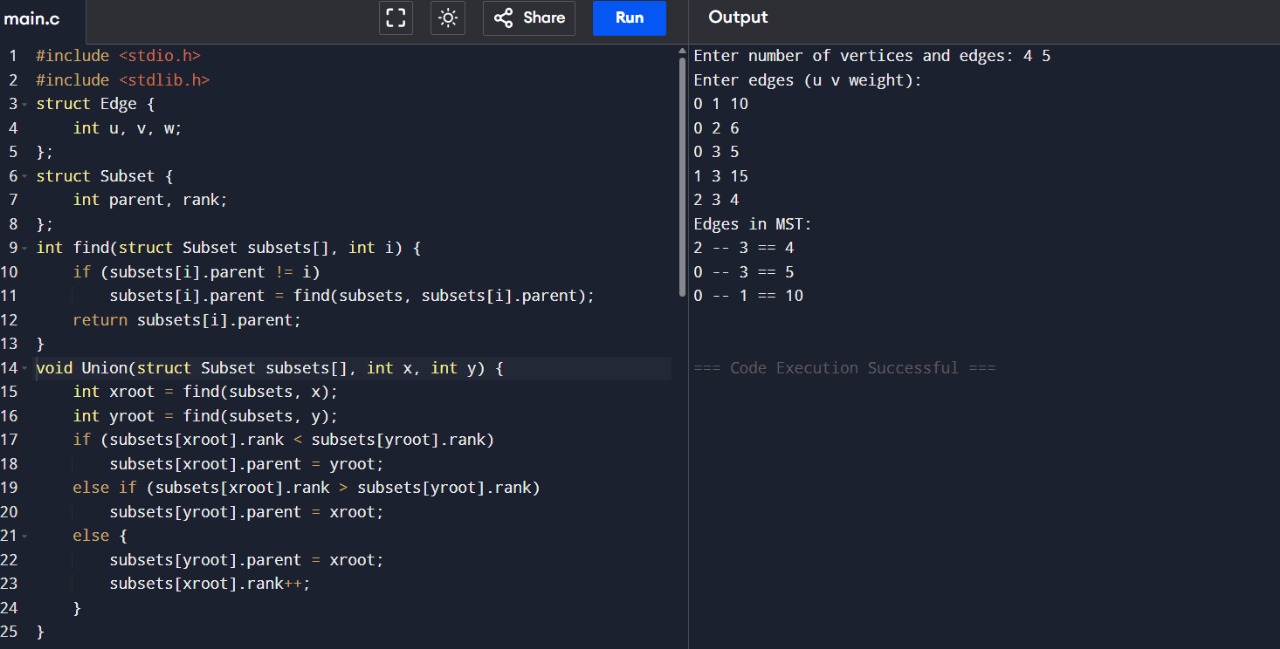 main.c
Share
Run
Output
1 #include <stdio.h>
2 #include <stdlib.h>
3 struct Edge {
4     int u, v, w;
5 };
6 struct Subset {
7     int parent, rank;
8 };
9 int find(struct Subset subsets[], int i) {
10     if (subsets[i].parent != i)
11         subsets[i].parent = find(subsets, subsets[i].parent);
12     return subsets[i].parent;
13 }
14 void Union(struct Subset subsets[], int x, int y) {
15     int xroot = find(subsets, x);
16     int yroot = find(subsets, y);
17     if (subsets[xroot].rank < subsets[yroot].rank)
18         subsets[xroot].parent = yroot;
19     else if (subsets[xroot].rank > subsets[yroot].rank)
20         subsets[yroot].parent = xroot;
21     else {
22         subsets[yroot].parent = xroot;
23         subsets[xroot].rank++;
24     }
25 }
Enter number of vertices and edges: 4 5
Enter edges (u v weight):
0 1 10
0 2 6
0 3 5
1 3 15
2 3 4
Edges in MST:
2 -- 3 == 4
0 -- 3 == 5
0 -- 1 == 10
=== Code Execution Successful ===